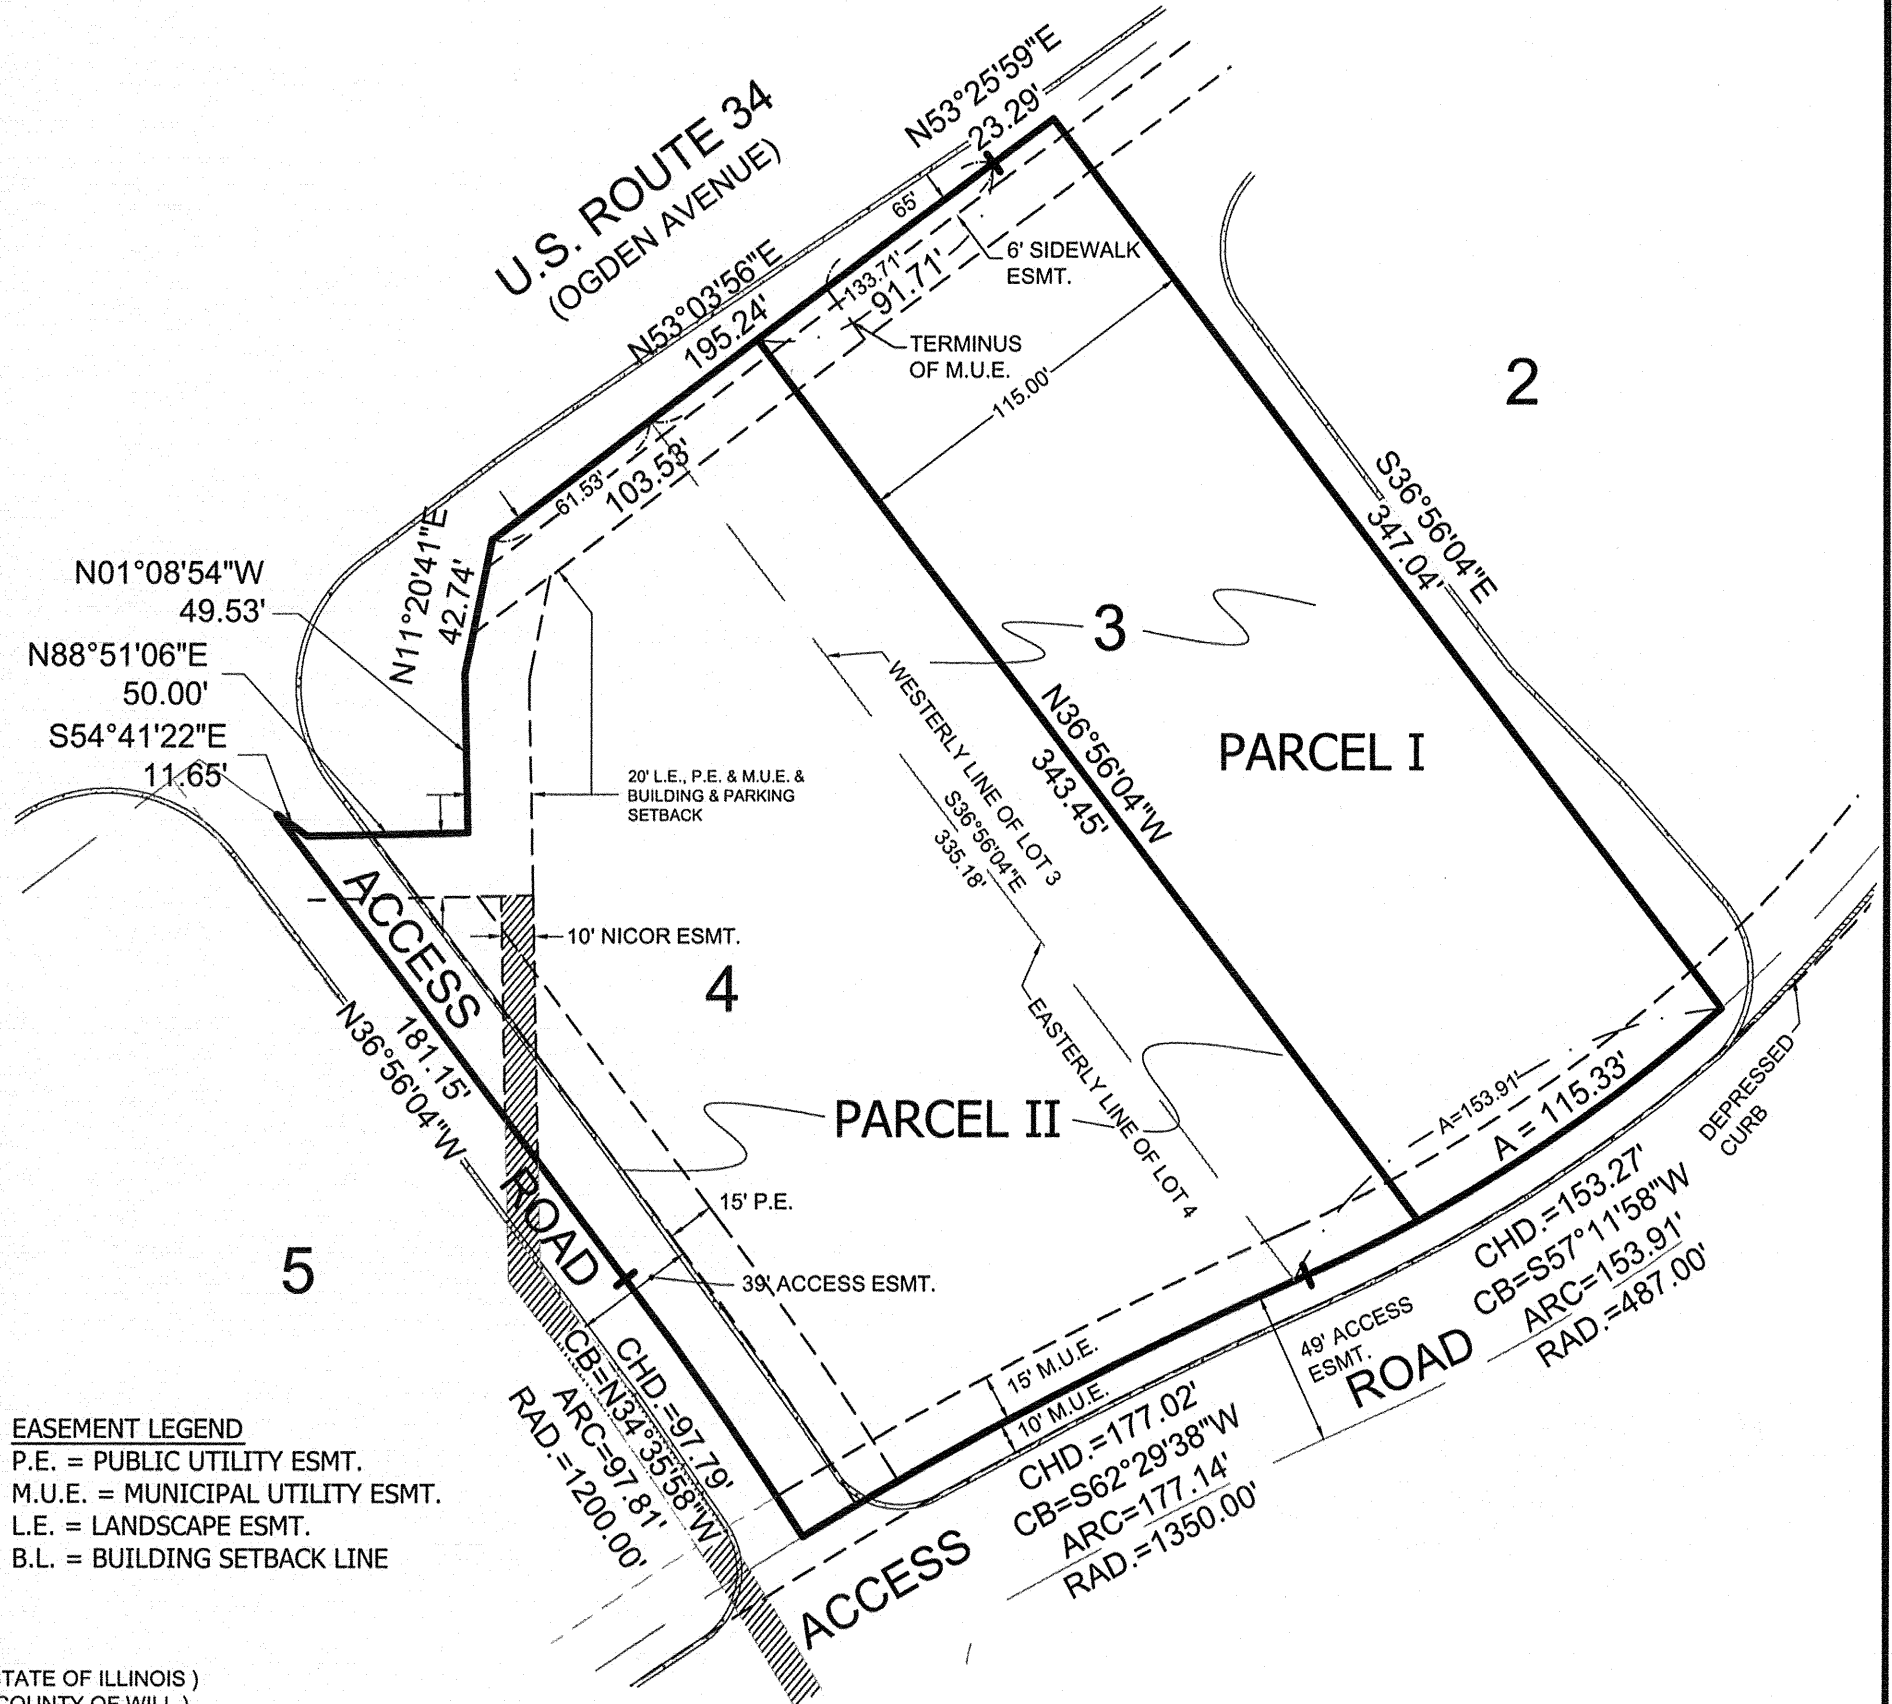 U.S. ROUTE 34
(OGDEN AVENUE)
N53°25'59"E
23.29'
65'
N53°03'56"E
195.24'
133.71'
91.71'
6' SIDEWALK
ESMT.
TERMINUS
OF M.U.E.
115.00'
2
61.53'
103.53'
S36°56'04"E
347.04'
N11°20'41"E
42.74'
N01°08'54"W
49.53'
N88°51'06"E
50.00'
S54°41'22"E
11.65'
3
PARCEL I
N36°56'04"W
343.45'
WESTERLY LINE OF LOT 3
S36°56'04"E
335.18'
EASTERLY LINE OF LOT 4
20' L.E., P.E. & M.U.E. &
BUILDING & PARKING
SETBACK
ACCESS
ROAD
10' NICOR ESMT.
4
181.15'
N36°56'04"W
PARCEL II
15' P.E.
39' ACCESS ESMT.
5
A=153.91'
A = 115.33'
DEPRESSED
CURB
CHD.=153.27'
CB=S57°11'58"W
ARC=153.91'
RAD.=487.00'
49' ACCESS
ESMT.
ROAD
15' M.U.E.
10' M.U.E.
CHD.=97.79'
CB=N34°35'58"W
ARC=97.81'
RAD.=1200.00'
CHD.=177.02'
CB=S62°29'38"W
ARC=177.14'
RAD.=1350.00'
ACCESS
EASEMENT LEGEND
P.E. = PUBLIC UTILITY ESMT.
M.U.E. = MUNICIPAL UTILITY ESMT.
L.E. = LANDSCAPE ESMT.
B.L. = BUILDING SETBACK LINE
TATE OF ILLINOIS )
COUNTY OF WILL )